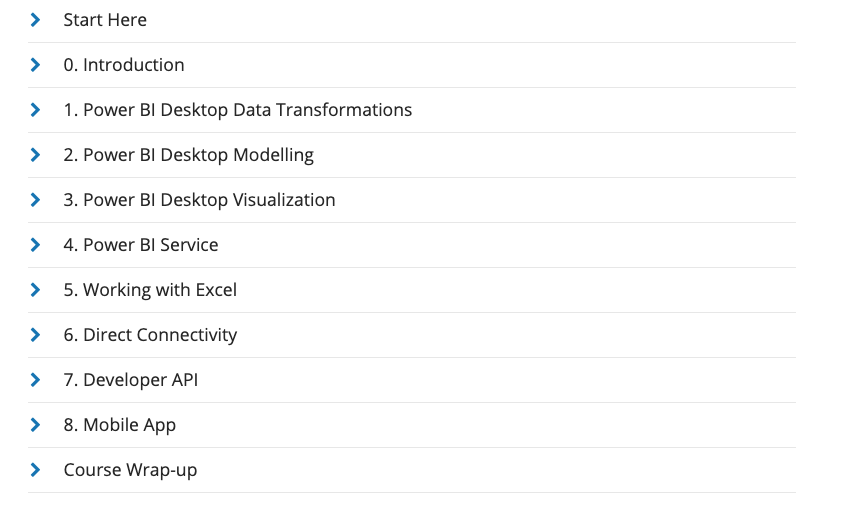 Start Here
0. Introduction
1. Power BI Desktop Data Transformations
2. Power BI Desktop Modelling
3. Power BI Desktop Visualization
4. Power BI Service
5. Working with Excel
6. Direct Connectivity
7. Developer API
8. Mobile App
Course Wrap-up